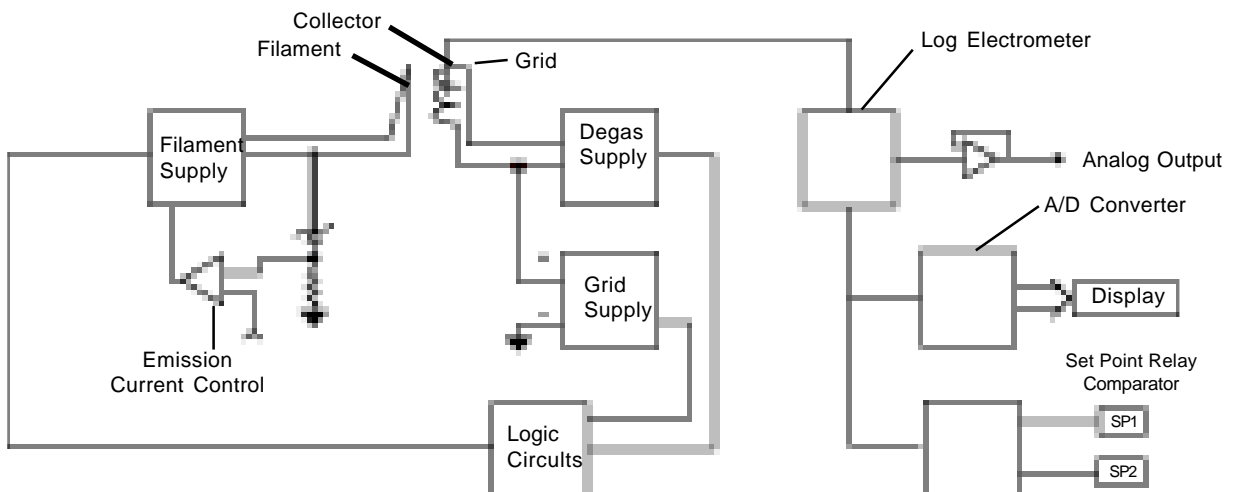 Collector
Filament
Grid
Log Electrometer
Filament
Supply
Degas
Supply
Analog Output
A/D Converter
Grid
Supply
Display
Emission
Current Control
Set Point Relay
Comparator
SP1
Logic
Circults
SP2